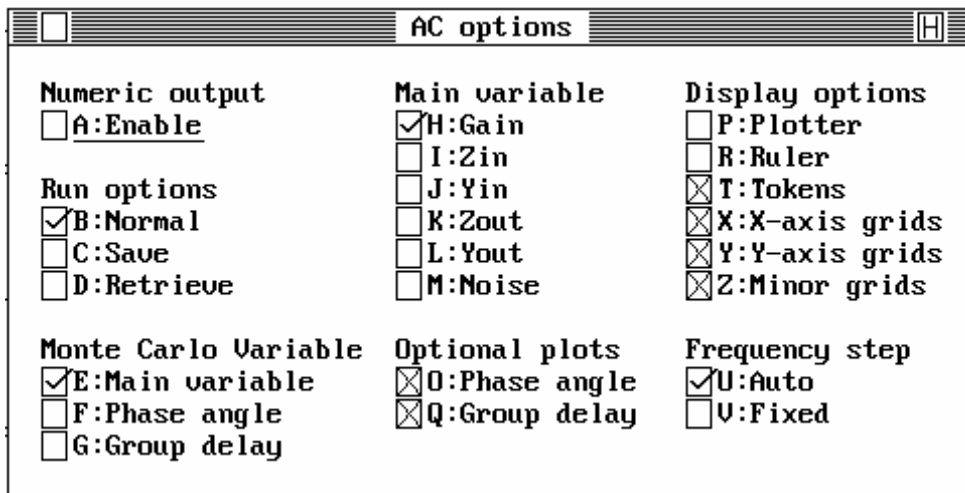 AC options
H
Numeric output
A:Enable
Run options
B:Normal
C:Save
D:Retrieve
Monte Carlo Variable
E:Main variable
F:Phase angle
G:Group delay
Main variable
H:Gain
I:Zin
J:Yin
K:Zout
L:Yout
M:Noise
Optional plots
O:Phase angle
Q:Group delay
Display options
P:Plotter
R:Ruler
T:Tokens
X:X-axis grids
Y:Y-axis grids
Z:Minor grids
Frequency step
U:Auto
V:Fixed